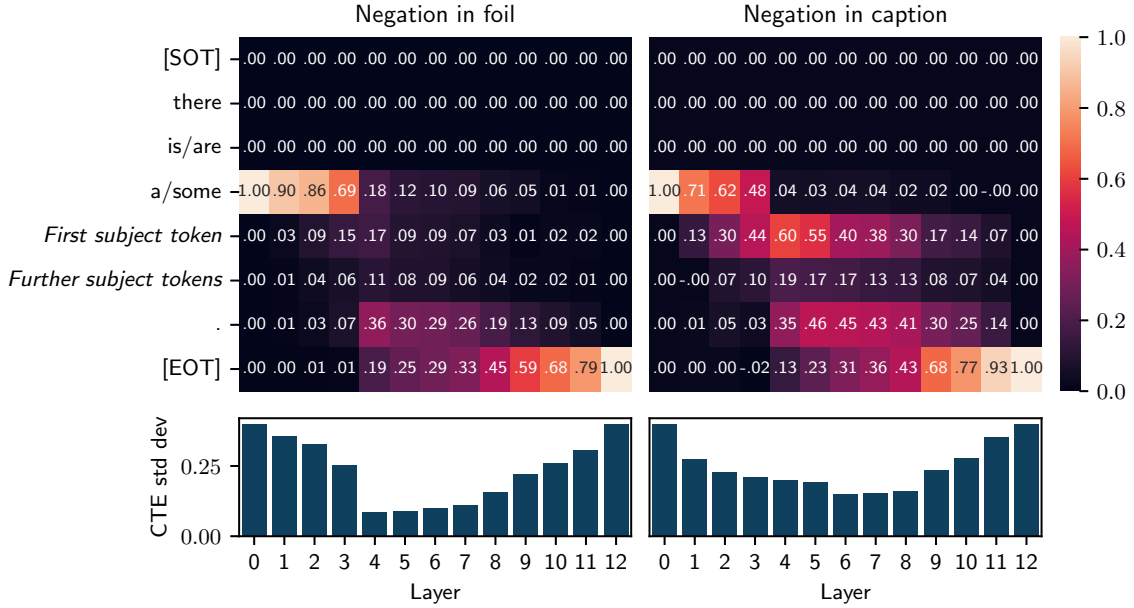 Negation in foil Negation in caption
[SOT] .00 .00 .00 .00 .00 .00 .00 .00 .00 .00 .00 .00 .00 .00 .00 .00 .00 .00 .00 .00 .00 .00 .00 .00 .00 .00 1.0
there .00 .00 .00 .00 .00 .00 .00 .00 .00 .00 .00 .00 .00 .00 .00 .00 .00 .00 .00 .00 .00 .00 .00 .00 .00 .00 0.8
is/are .00 .00 .00 .00 .00 .00 .00 .00 .00 .00 .00 .00 .00 .00 .00 .00 .00 .00 .00 .00 .00 .00 .00 .00 .00 .00
a/some 1.00 .90 .86 .69 .18 .12 .10 .09 .06 .05 .01 .01 .00 1.00 .71 .62 .48 .04 .03 .04 .04 .02 .02 .00 -.00 .00 0.6
First subject token .00 .03 .09 .15 .17 .09 .09 .07 .03 .01 .02 .02 .00 .00 .13 .30 .44 .60 .55 .40 .38 .30 .17 .14 .07 .00 0.4
Further subject tokens .00 .01 .04 .06 .11 .08 .09 .06 .04 .02 .02 .01 .00 .00 -.00 .07 .10 .19 .17 .17 .13 .13 .08 .07 .04 .00
. .00 .01 .03 .07 .36 .30 .29 .26 .19 .13 .09 .05 .00 .00 .01 .05 .03 .35 .46 .45 .43 .41 .30 .25 .14 .00 0.2
[EOT] .00 .00 .01 .01 .19 .25 .29 .33 .45 .59 .68 .79 1.00 .00 .00 .00 -.02 .13 .23 .31 .36 .43 .68 .77 .93 1.00 0.0
CTE std dev
0.25
0.00
0 1 2 3 4 5 6 7 8 9 10 11 12 0 1 2 3 4 5 6 7 8 9 10 11 12
Layer Layer